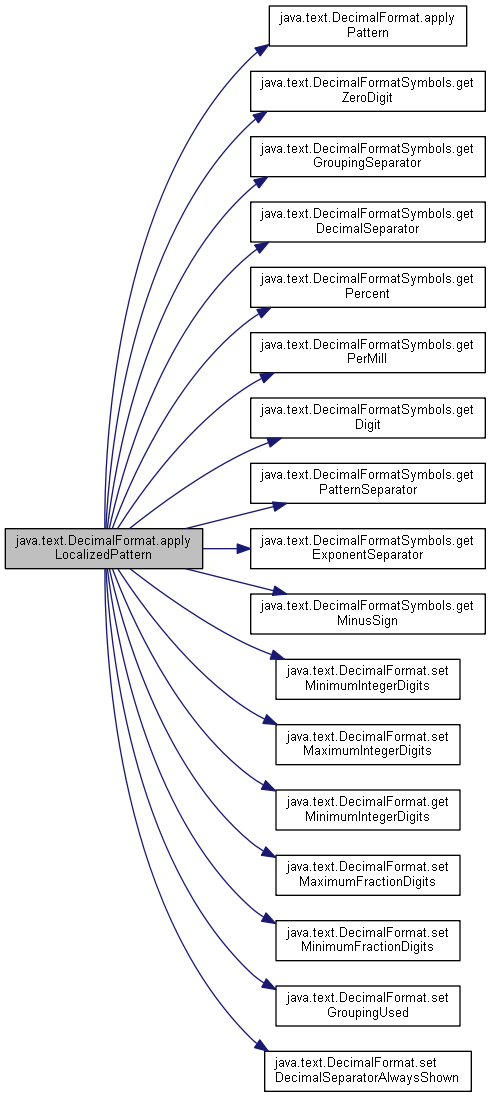 java.text.DecimalFormat.apply
Pattern
java.text.DecimalFormatSymbols.get
ZeroDigit
java.text.DecimalFormatSymbols.get
GroupingSeparator
java.text.DecimalFormatSymbols.get
DecimalSeparator
java.text.DecimalFormatSymbols.get
Percent
java.text.DecimalFormatSymbols.get
PerMill
java.text.DecimalFormatSymbols.get
Digit
java.text.DecimalFormatSymbols.get
PatternSeparator
java.text.DecimalFormat.apply
LocalizedPattern
java.text.DecimalFormatSymbols.get
ExponentSeparator
java.text.DecimalFormatSymbols.get
MinusSign
java.text.DecimalFormat.set
MinimumIntegerDigits
java.text.DecimalFormat.set
MaximumIntegerDigits
java.text.DecimalFormat.get
MinimumIntegerDigits
java.text.DecimalFormat.set
MaximumFractionDigits
java.text.DecimalFormat.set
MinimumFractionDigits
java.text.DecimalFormat.set
GroupingUsed
java.text.DecimalFormat.set
DecimalSeparatorAlwaysShown